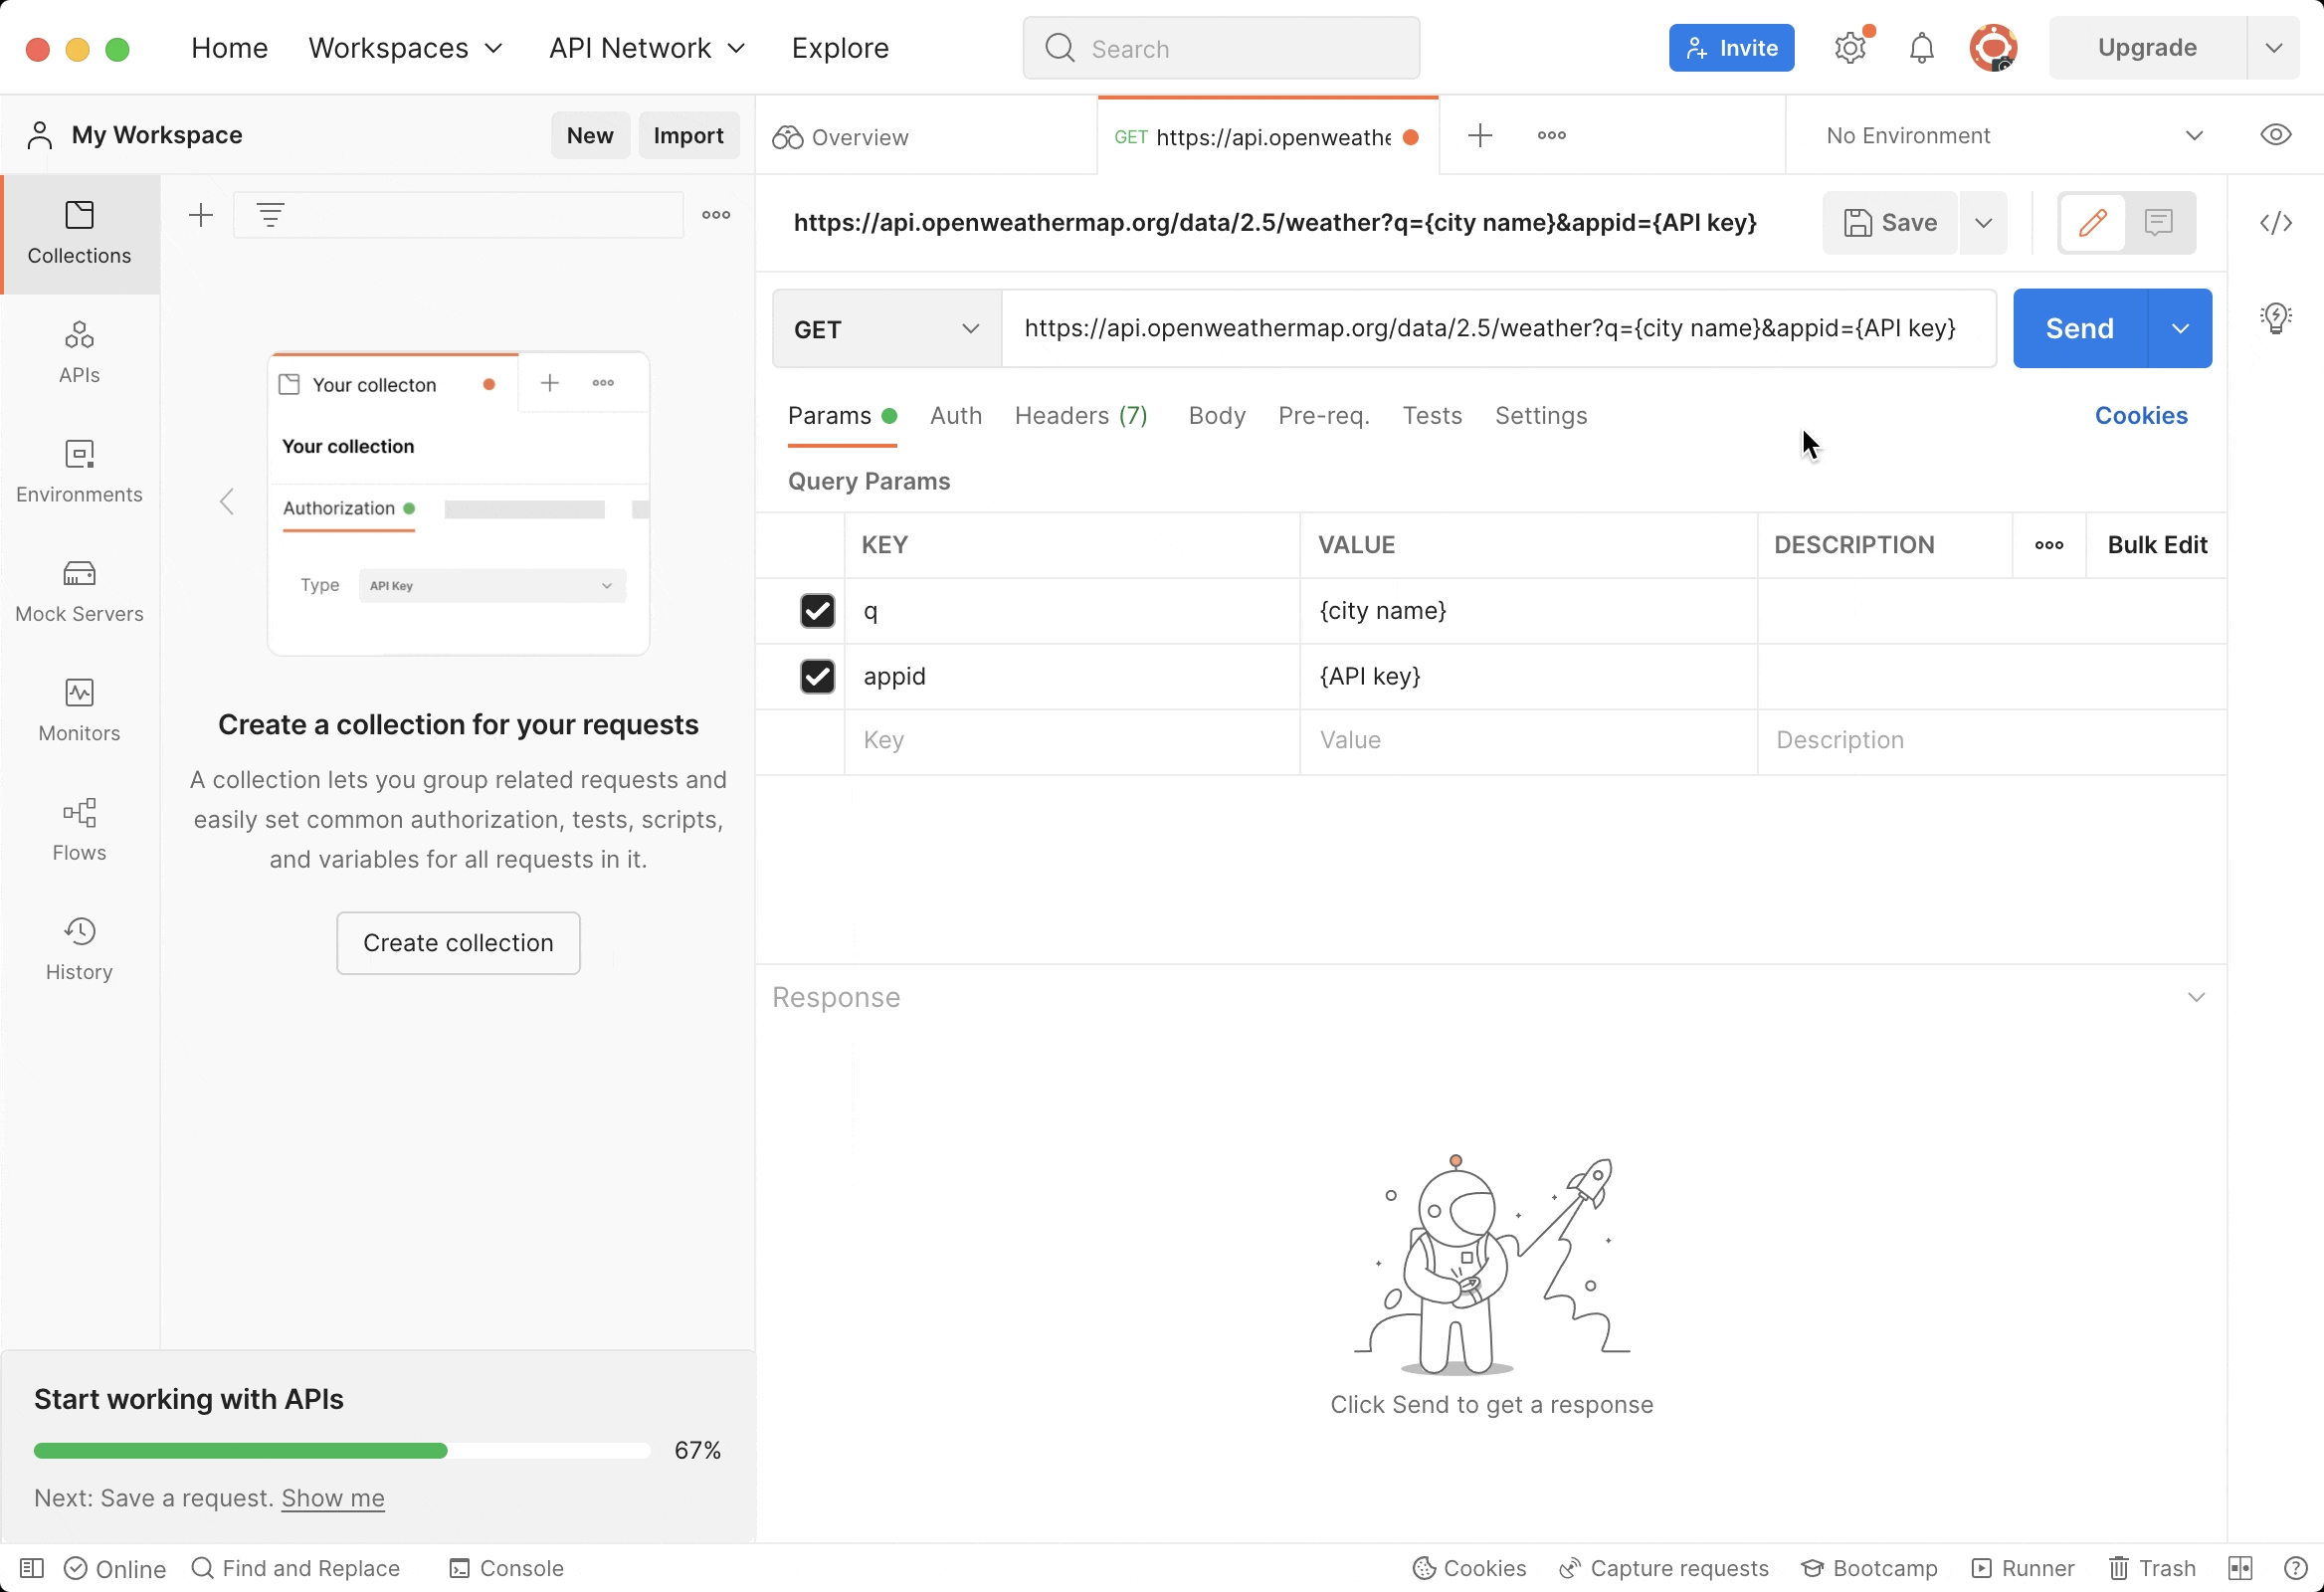 Home Workspaces API Network Explore Search Invite Upgrade
My Workspace New Import Overview GET https://api.openweathe No Environment
Collections
APIs
Environments
Mock Servers
Monitors
Flows
History
Your collecton
Your collection
Authorization
Type API Key
Create a collection for your requests
A collection lets you group related requests and
easily set common authorization, tests, scripts,
and variables for all requests in it.
Create collection
Start working with APIs
67%
Next: Save a request. Show me
https://api.openweathermap.org/data/2.5/weather?q={city name}&appid={API key} Save
GET https://api.openweathermap.org/data/2.5/weather?q={city name}&appid={API key} Send
Params Auth Headers (7) Body Pre-req. Tests Settings Cookies
Query Params
KEY VALUE DESCRIPTION Bulk Edit
q {city name}
appid {API key}
Key Value Description
Response
Click Send to get a response
Online Find and Replace Console Cookies Capture requests Bootcamp Runner Trash